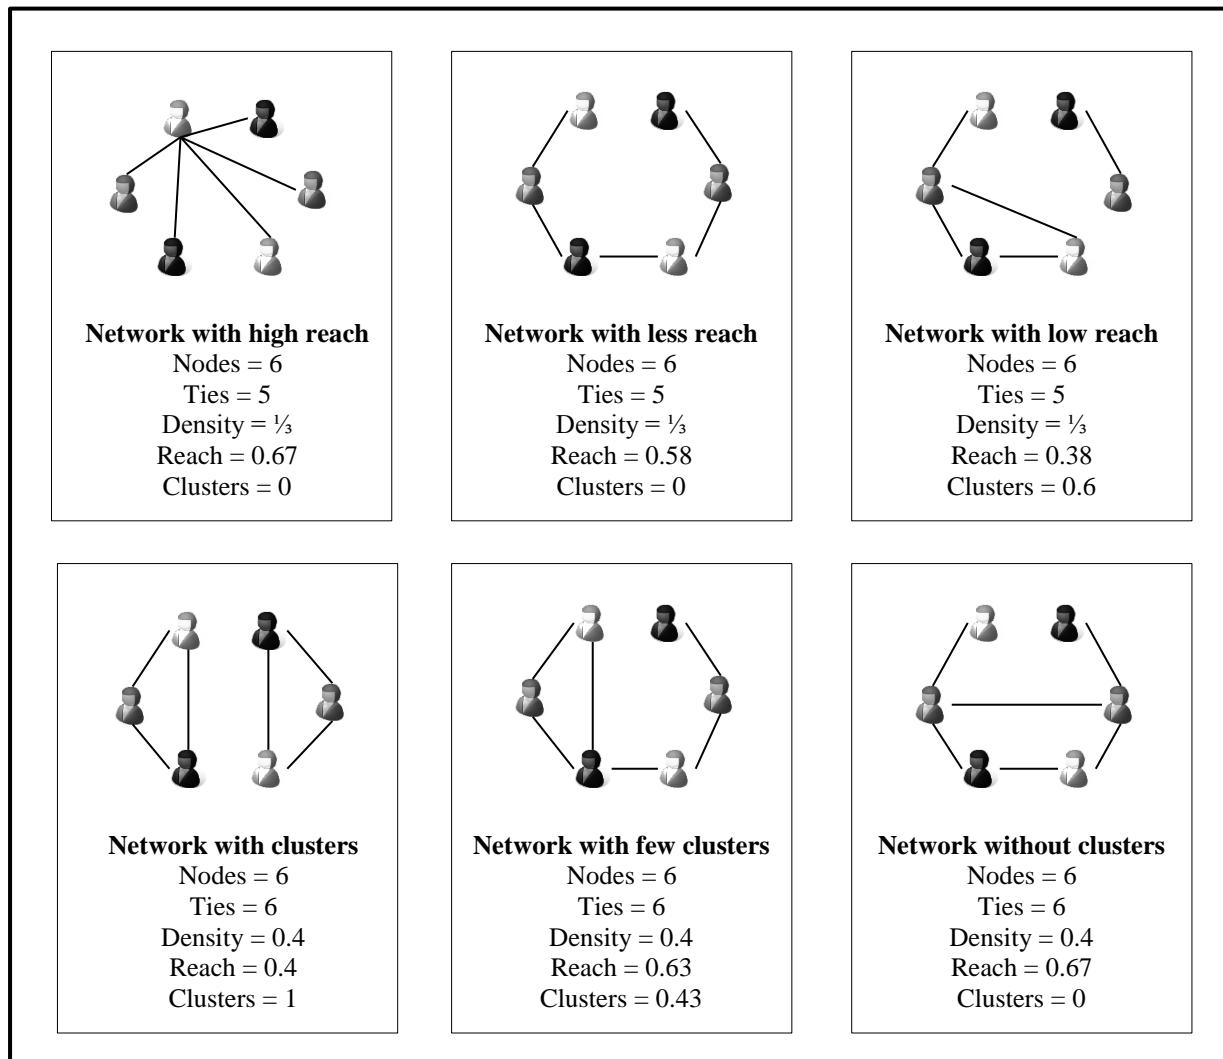 Network with high reach
Nodes = 6
Ties = 5
Density = ⅓
Reach = 0.67
Clusters = 0
Network with less reach
Nodes = 6
Ties = 5
Density = ⅓
Reach = 0.58
Clusters = 0
Network with low reach
Nodes = 6
Ties = 5
Density = ⅓
Reach = 0.38
Clusters = 0.6
Network with clusters
Nodes = 6
Ties = 6
Density = 0.4
Reach = 0.4
Clusters = 1
Network with few clusters
Nodes = 6
Ties = 6
Density = 0.4
Reach = 0.63
Clusters = 0.43
Network without clusters
Nodes = 6
Ties = 6
Density = 0.4
Reach = 0.67
Clusters = 0